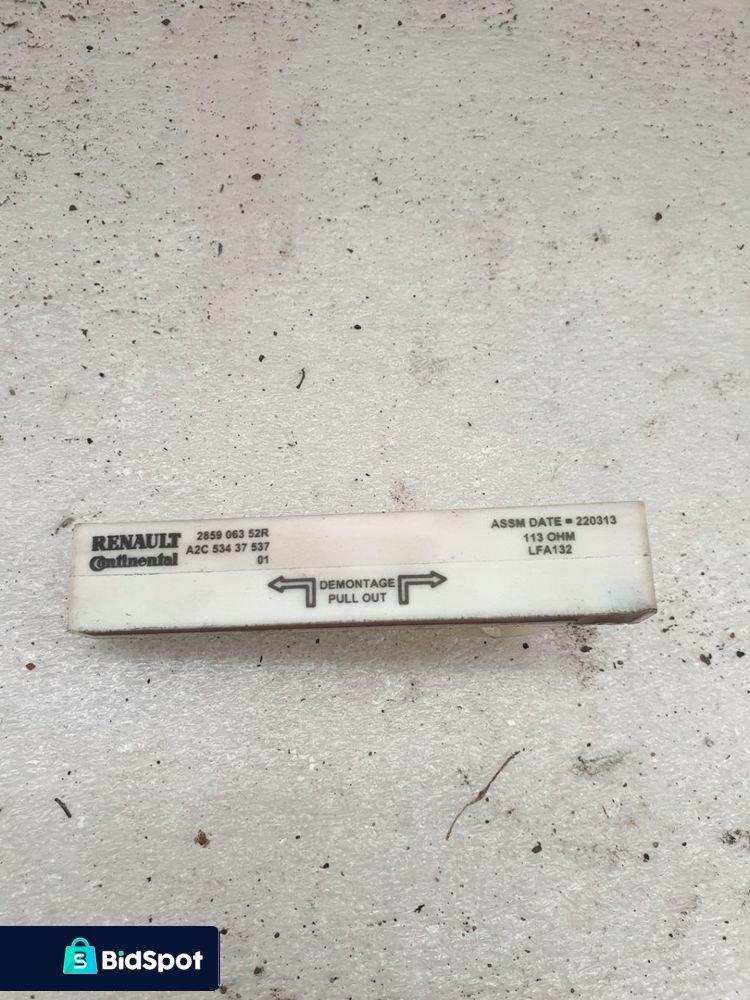 RENAULT
Continental
2859 063 52R
A2C 534 37 537
01
DEMONTAGE
PULL OUT
ASSM DATE = 220313
113 OHM
LFA132
BidSpot